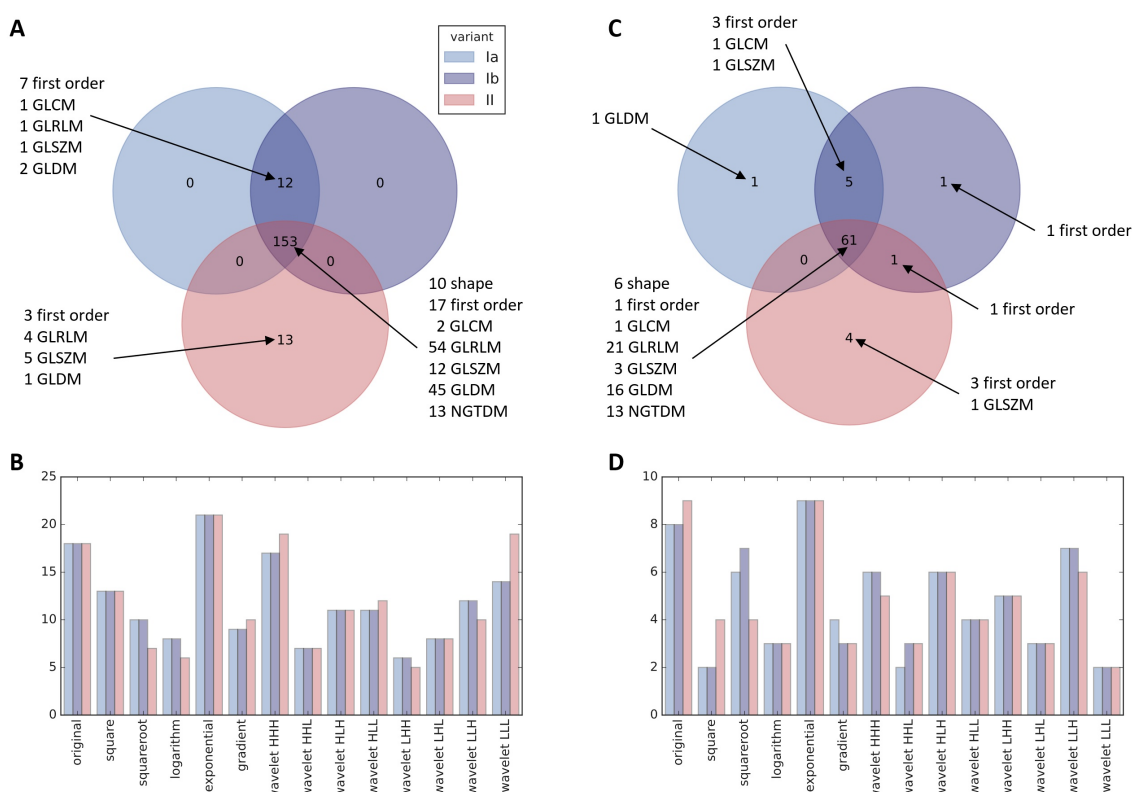 A
variant
Ia
Ib
II
7 first order
1 GLCM
1 GLRLM
1 GLSZM
2 GLDM
0
12
0
153
0
0
13
3 first order
4 GLRLM
5 GLSZM
1 GLDM
10 shape
17 first order
2 GLCM
54 GLRLM
12 GLSZM
45 GLDM
13 NGTDM
C
3 first order
1 GLCM
1 GLSZM
1 GLDM
1
5
1
1 first order
61
0
1
1 first order
4
6 shape
1 first order
1 GLCM
21 GLRLM
3 GLSZM
16 GLDM
13 NGTDM
3 first order
1 GLSZM
B
25
20
15
10
5
0
original
square
squareroot
logarithm
exponential
gradient
wavelet HHH
wavelet HHL
wavelet HLH
wavelet HLL
wavelet LHH
wavelet LHL
wavelet LLH
wavelet LLL
D
10
8
6
4
2
0
original
square
squareroot
logarithm
exponential
gradient
wavelet HHH
wavelet HHL
wavelet HLH
wavelet HLL
wavelet LHH
wavelet LHL
wavelet LLH
wavelet LLL